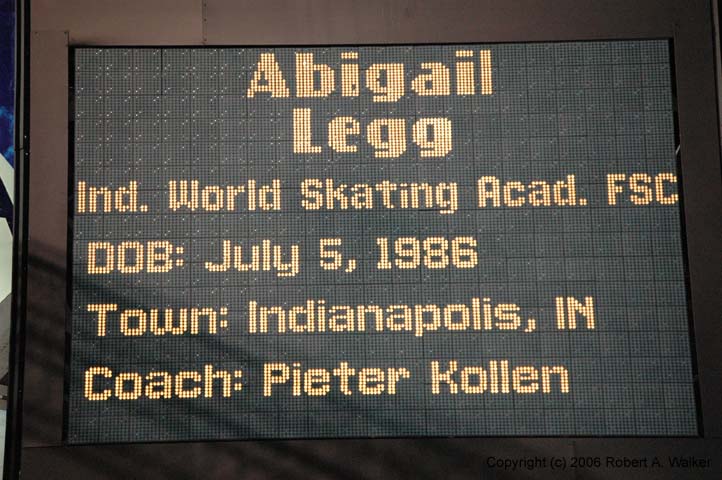 Abigail
Legg
Ind. World Skating Acad. FSC
DOB: July 5, 1986
Town: Indianapolis, IN
Coach: Pieter Kollen
Copyright (c) 2006 Robert A. Walker